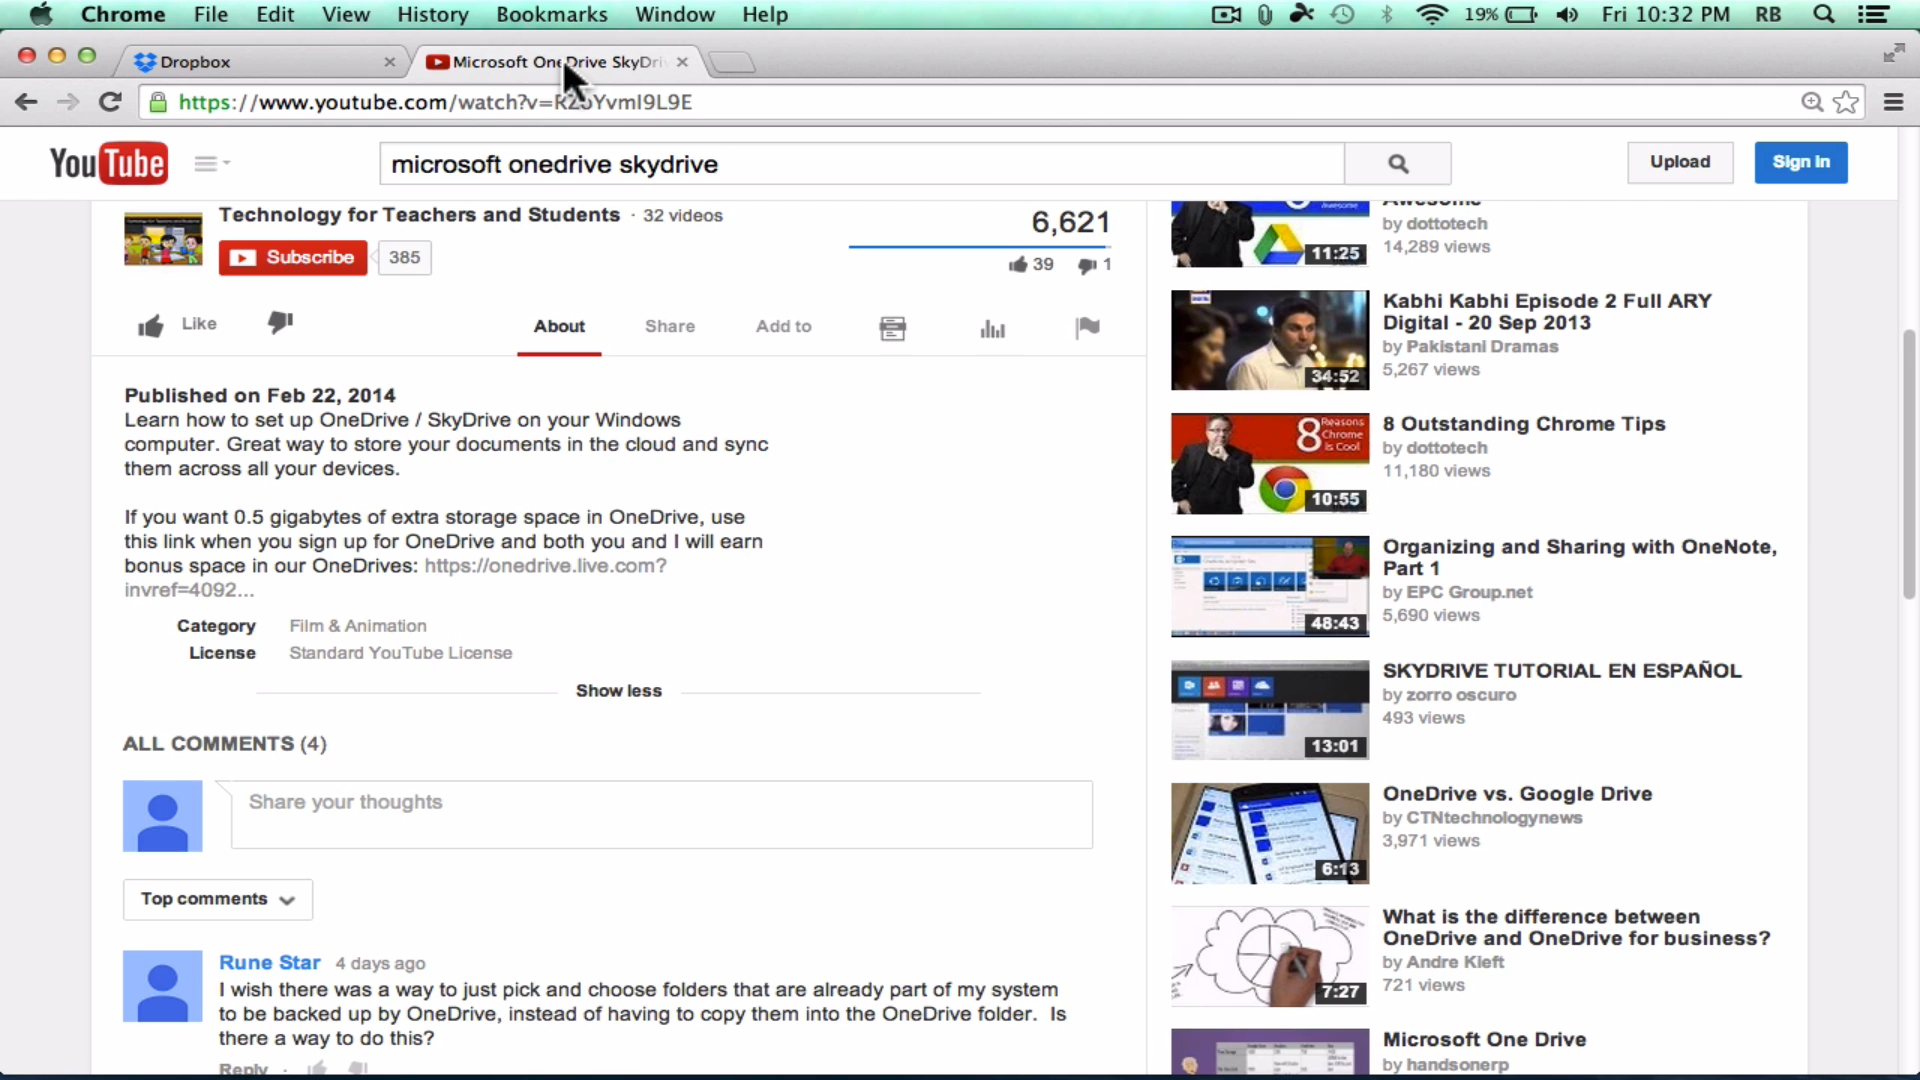 Chrome File Edit View History Bookmarks Window Help 19% Fri 10:32 PM RB
Dropbox
Microsoft OneDrive SkyDri
https://www.youtube.com/watch?v=
YouTube
microsoft onedrive skydrive
Upload
Sign in
Technology for Teachers and Students · 32 videos
Subscribe 385
6,621
39 1
Like
About
Share
Add to
Published on Feb 22, 2014
Learn how to set up OneDrive / SkyDrive on your Windows
computer. Great way to store your documents in the cloud and sync
them across all your devices.
If you want 0.5 gigabytes of extra storage space in OneDrive, use
this link when you sign up for OneDrive and both you and I will earn
bonus space in our OneDrives: https://onedrive.live.com?
invref=4092...
Category Film & Animation
License Standard YouTube License
Show less
ALL COMMENTS (4)
Share your thoughts
Top comments
Rune Star 4 days ago
I wish there was a way to just pick and choose folders that are already part of my system
to be backed up by OneDrive, instead of having to copy them into the OneDrive folder. Is
there a way to do this?
Reply ·
Awesome
by dottotech
14,289 views
11:25
Kabhi Kabhi Episode 2 Full ARY
Digital - 20 Sep 2013
by Pakistani Dramas
5,267 views
34:52
8 Outstanding Chrome Tips
by dottotech
11,180 views
8 Reasons
Chrome
Is Cool
10:55
Organizing and Sharing with OneNote,
Part 1
by EPC Group.net
5,690 views
48:43
SKYDRIVE TUTORIAL EN ESPAÑOL
by zorro oscuro
493 views
13:01
OneDrive vs. Google Drive
by CTNtechnologynews
3,971 views
6:13
What is the difference between
OneDrive and OneDrive for business?
by Andre Kleft
721 views
7:27
Microsoft One Drive
by handsonerp